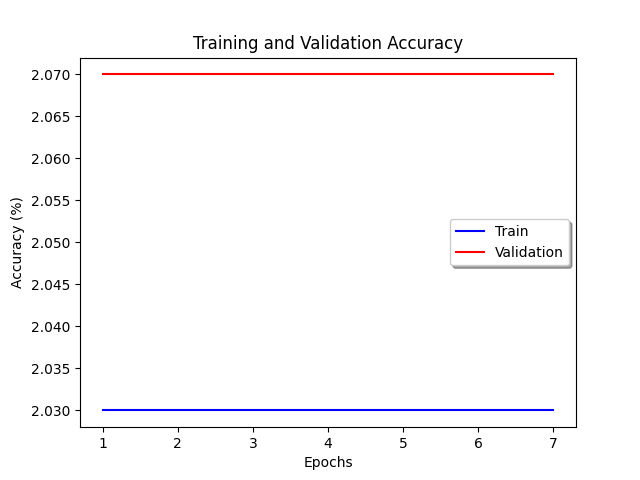 Training and Validation Accuracy
Accuracy (%)
2.070
2.065
2.060
2.055
2.050
2.045
2.040
2.035
2.030
Train
Validation
1 2 3 4 5 6 7
Epochs